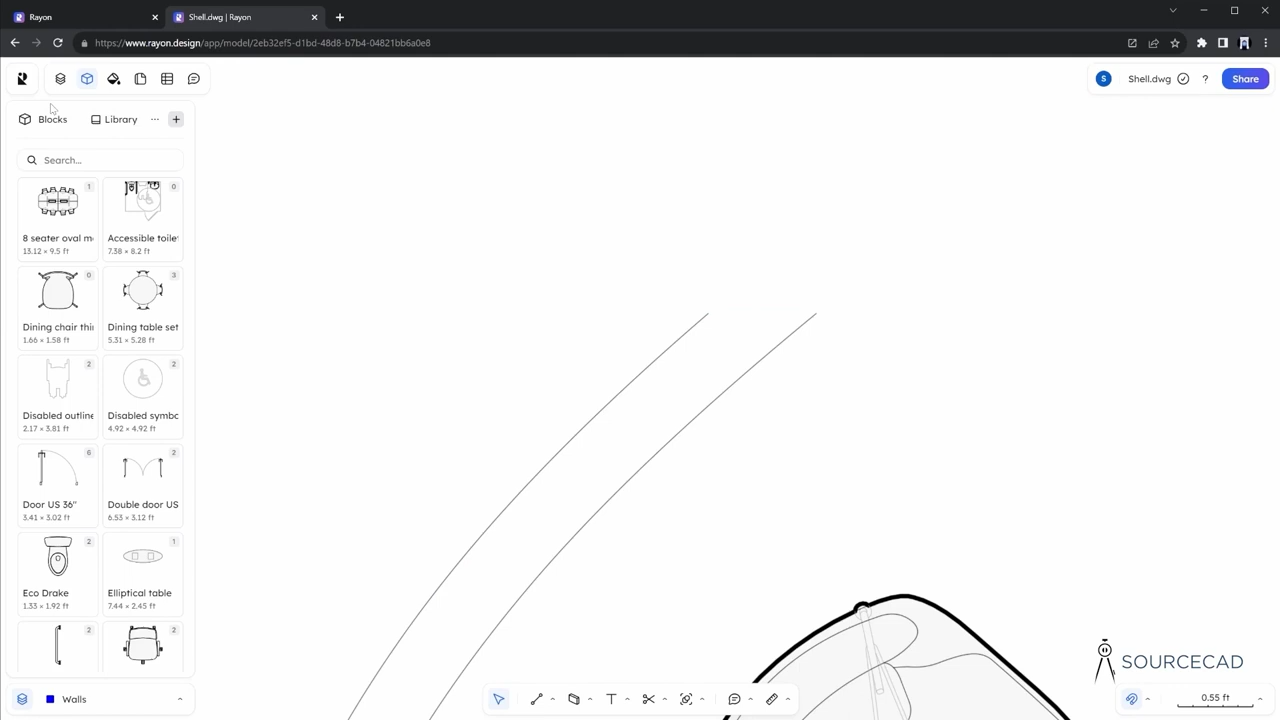 Rayon
Shell.dwg | Rayon
https://www.rayon.design/app/model/2eb32ef5-d1bd-48d8-b7b4-04821bb6a0e8
S
Shell.dwg
?
Share
Blocks
Library
Search...
1
0
8 seater oval m
Accessible toile
13.12 × 9.5 ft
7.38 × 8.2 ft
0
3
Dining chair thi
Dining table set
1.66 × 1.58 ft
5.31 × 5.28 ft
2
2
Disabled outline
Disabled symbo
2.17 × 3.81 ft
4.92 × 4.92 ft
6
2
Door US 36"
Double door US
3.41 × 3.02 ft
6.53 × 3.12 ft
2
1
Eco Drake
Elliptical table
1.33 × 1.92 ft
7.44 × 2.45 ft
2
2
SOURCECAD
Walls
0.55 ft